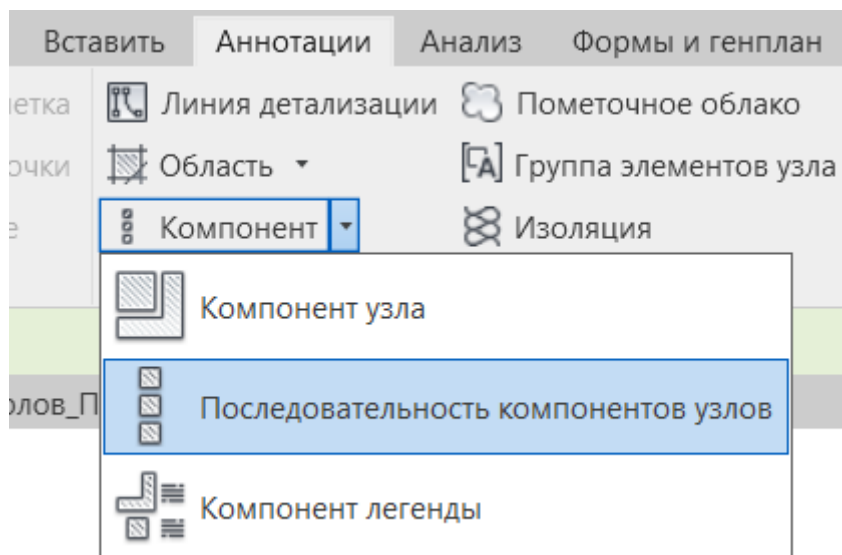 Вставить Аннотации Анализ Формы и генплан
Линия детализации Пометочное облако
Область Группа элементов узла
Компонент Изоляция
Компонент узла
Последовательность компонентов узлов
Компонент легенды